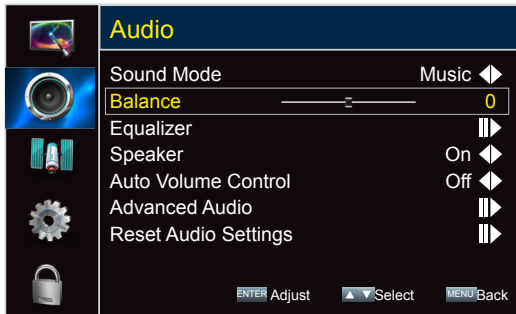 Audio
Sound Mode Music
Balance 0
Equalizer
Speaker On
Auto Volume Control Off
Advanced Audio
Reset Audio Settings
ENTER Adjust ▲ ▼ Select MENU Back